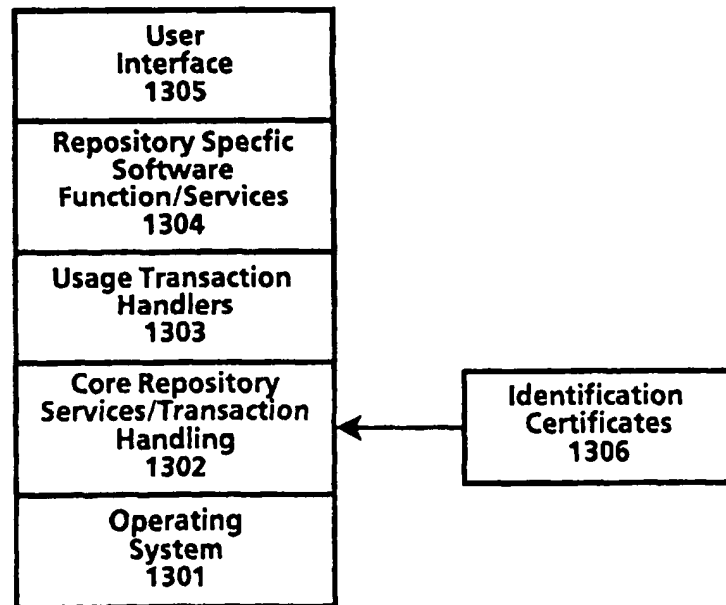 User
Interface
1305
Repository Specfic
Software
Function/Services
1304
Usage Transaction
Handlers
1303
Core Repository
Services/Transaction
Handling
1302
Identification
Certificates
1306
Operating
System
1301